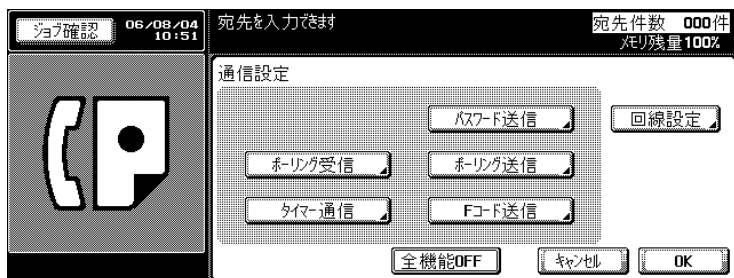 ジョブ確認
06/08/04
10:51
宛先を入力できます
宛先件数 000件
メモリ残量100%
通信設定
パスワード送信
回線設定
ポーリング受信
ポーリング送信
タイマー通信
Fコード送信
全機能OFF
キャンセル
OK